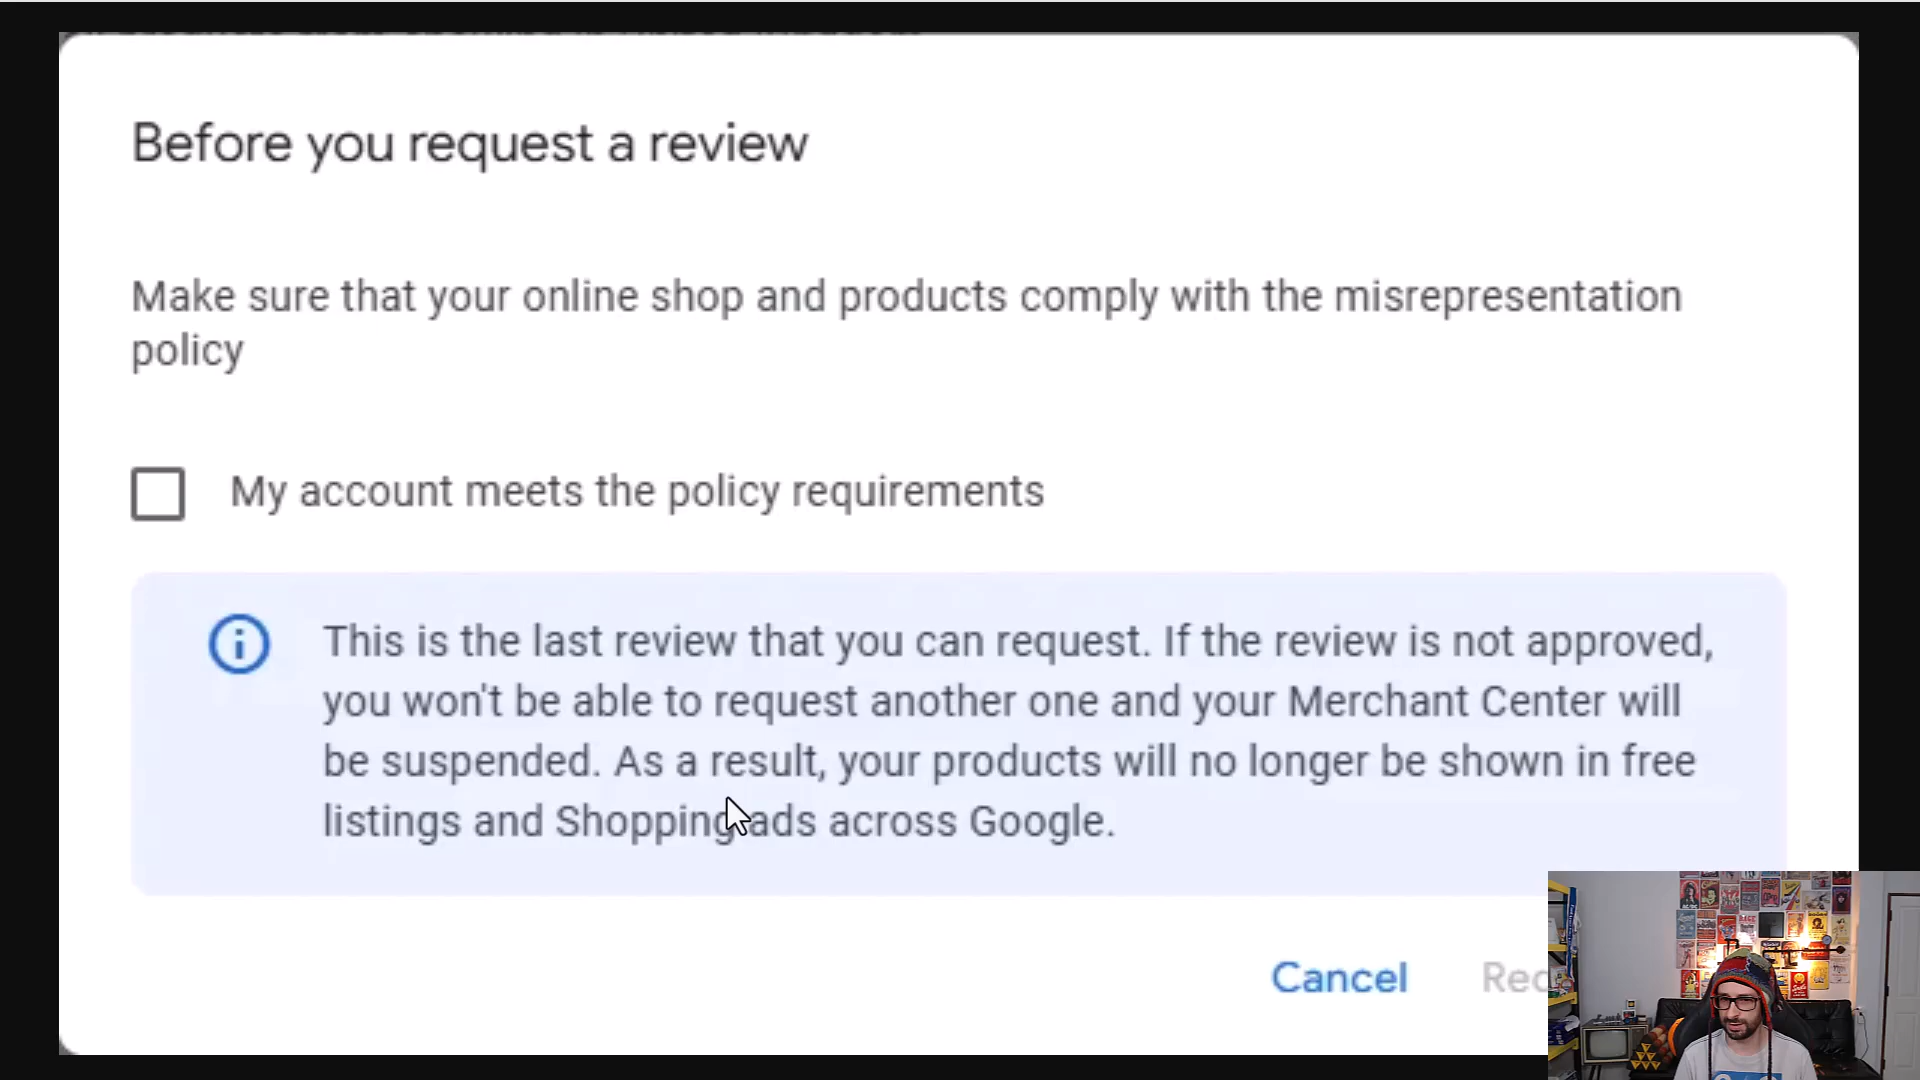 Before you request a review
Make sure that your online shop and products comply with the misrepresentation
policy
My account meets the policy requirements
This is the last review that you can request. If the review is not approved,
you won't be able to request another one and your Merchant Center will
be suspended. As a result, your products will no longer be shown in free
listings and Shopping ads across Google.
Cancel